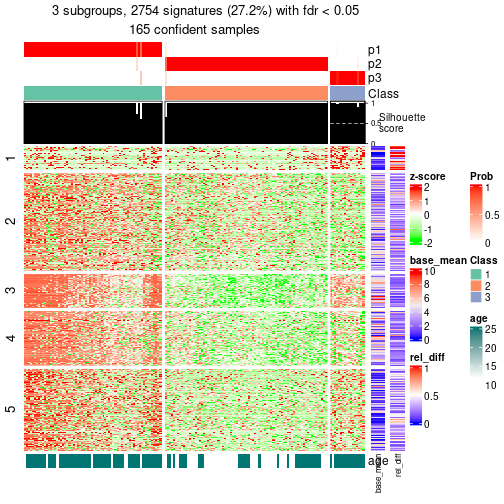 3 subgroups, 2754 signatures (27.2%) with fdr < 0.05
165 confident samples
p1
p2
p3
Class
1
0.5
0
Silhouette
score
1
2
3
4
5
z-score
2
1
0
-1
-2
Prob
1
0.5
0
base_mean
10
8
6
4
2
0
Class
1
2
3
rel_diff
1
0.5
0
age
25
20
15
10
age
base_mean
rel_diff